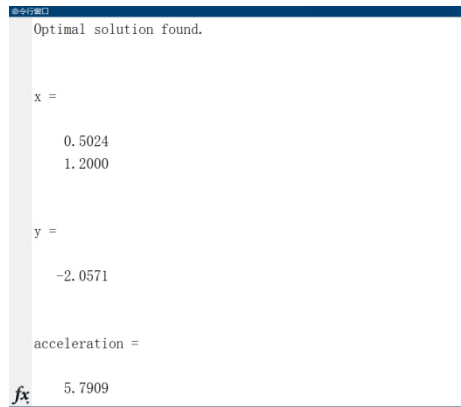 命令行窗口
Optimal solution found.
x =
0.5024
1.2000
y =
-2.0571
acceleration =
5.7909
fx